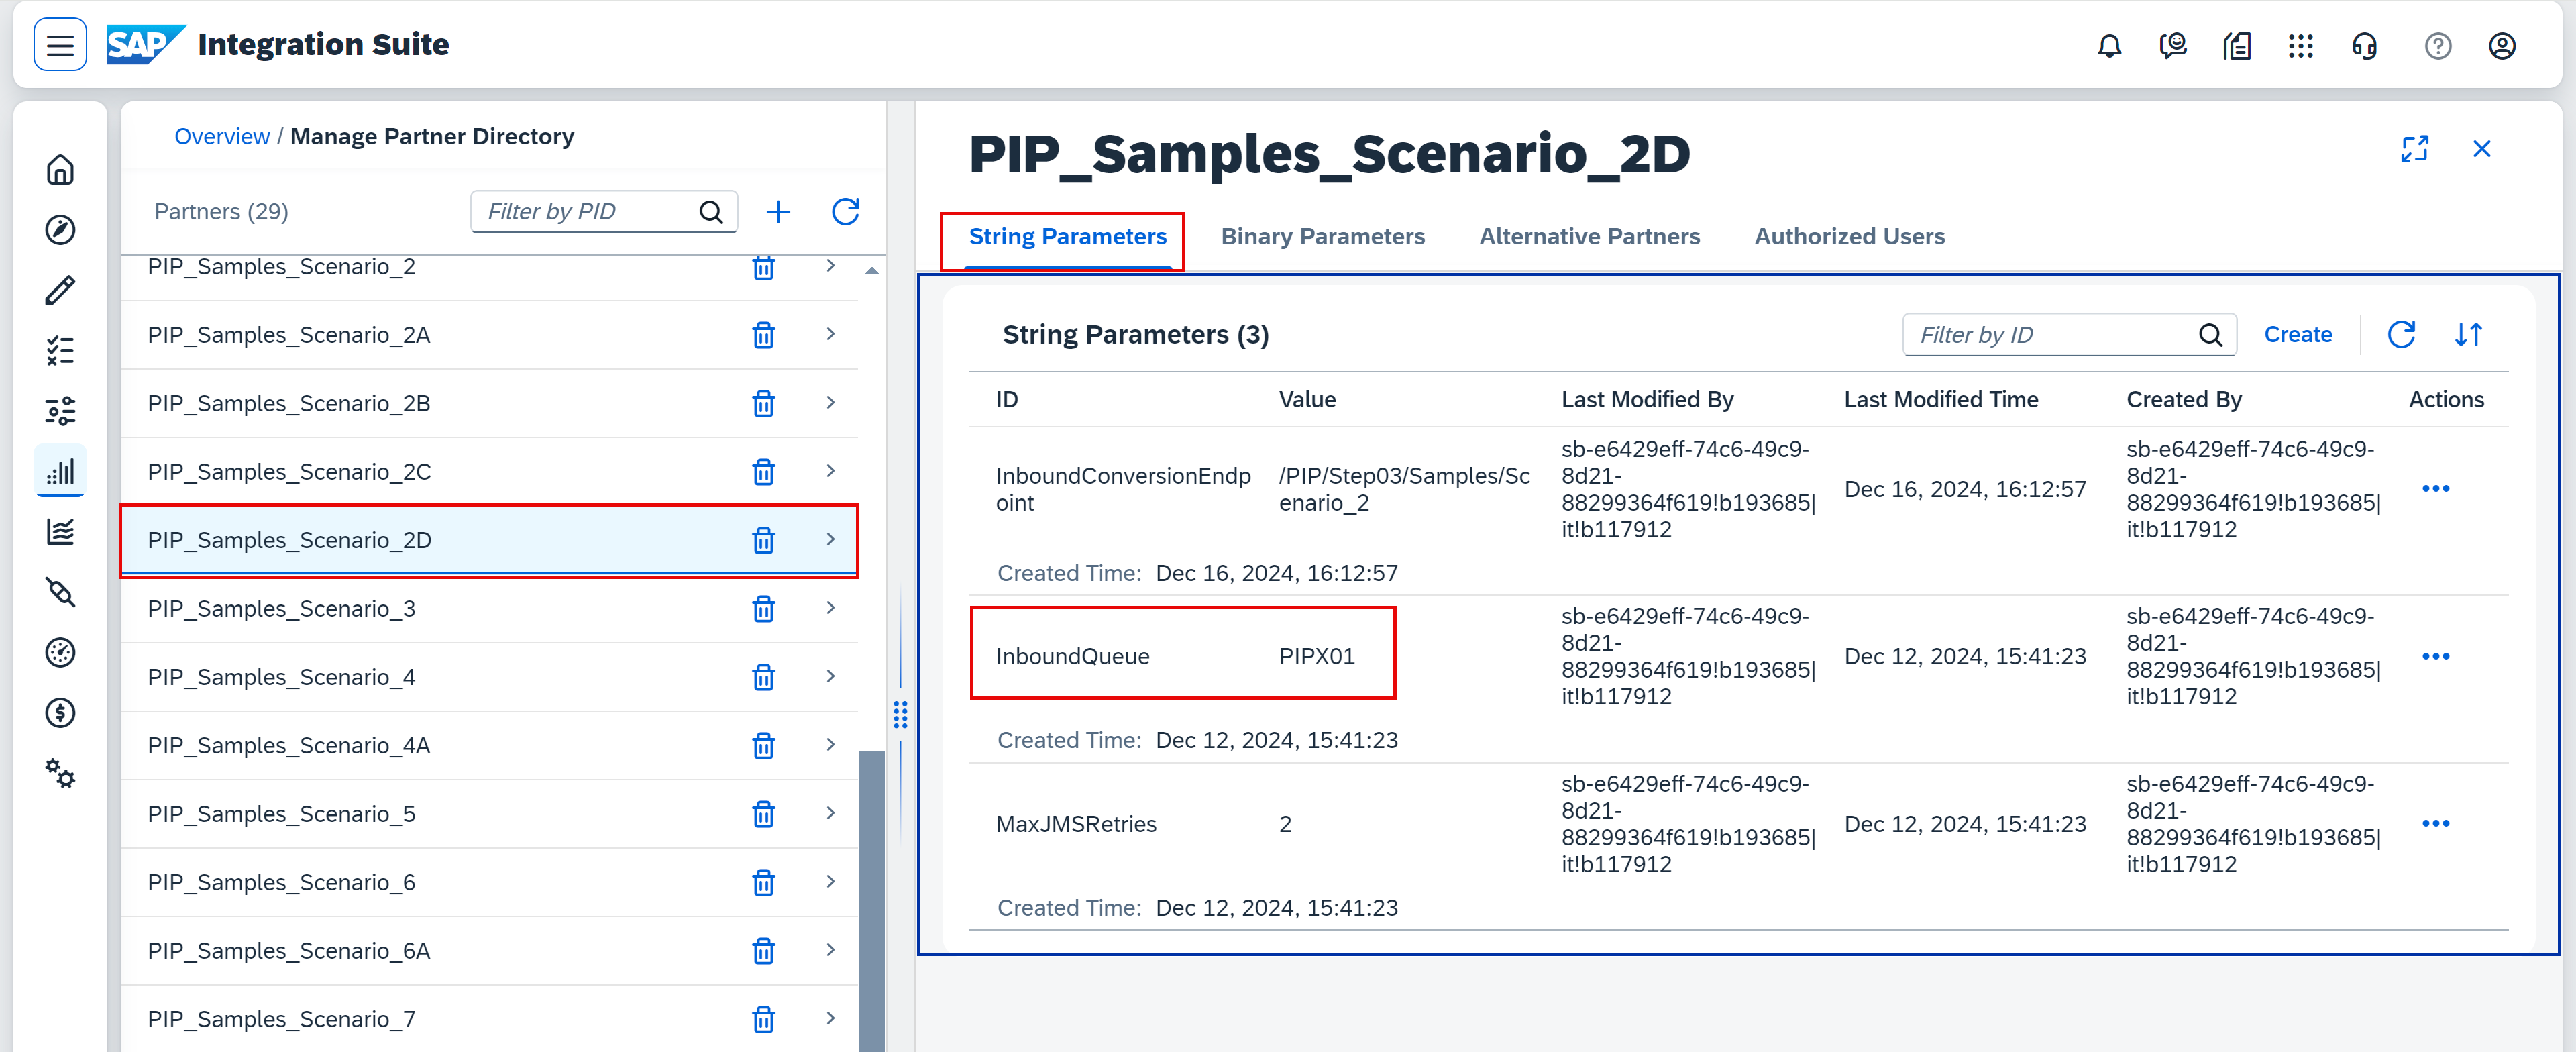 SAP Integration Suite
Overview / Manage Partner Directory
Partners (29)
Filter by PID
PIP_Samples_Scenario_2
PIP_Samples_Scenario_2A
PIP_Samples_Scenario_2B
PIP_Samples_Scenario_2C
PIP_Samples_Scenario_2D
PIP_Samples_Scenario_3
PIP_Samples_Scenario_4
PIP_Samples_Scenario_4A
PIP_Samples_Scenario_5
PIP_Samples_Scenario_6
PIP_Samples_Scenario_6A
PIP_Samples_Scenario_7
PIP_Samples_Scenario_2D
String Parameters Binary Parameters Alternative Partners Authorized Users
String Parameters (3)
Filter by ID
Create
ID Value Last Modified By Last Modified Time Created By Actions
InboundConversionEndp
oint
/PIP/Step03/Samples/Sc
enario_2
sb-e6429eff-74c6-49c9-
8d21-
88299364f619!b193685|
it!b117912
Dec 16, 2024, 16:12:57
sb-e6429eff-74c6-49c9-
8d21-
88299364f619!b193685|
it!b117912
Created Time: Dec 16, 2024, 16:12:57
InboundQueue
PIPX01
sb-e6429eff-74c6-49c9-
8d21-
88299364f619!b193685|
it!b117912
Dec 12, 2024, 15:41:23
sb-e6429eff-74c6-49c9-
8d21-
88299364f619!b193685|
it!b117912
Created Time: Dec 12, 2024, 15:41:23
MaxJMSRetries
2
sb-e6429eff-74c6-49c9-
8d21-
88299364f619!b193685|
it!b117912
Dec 12, 2024, 15:41:23
sb-e6429eff-74c6-49c9-
8d21-
88299364f619!b193685|
it!b117912
Created Time: Dec 12, 2024, 15:41:23